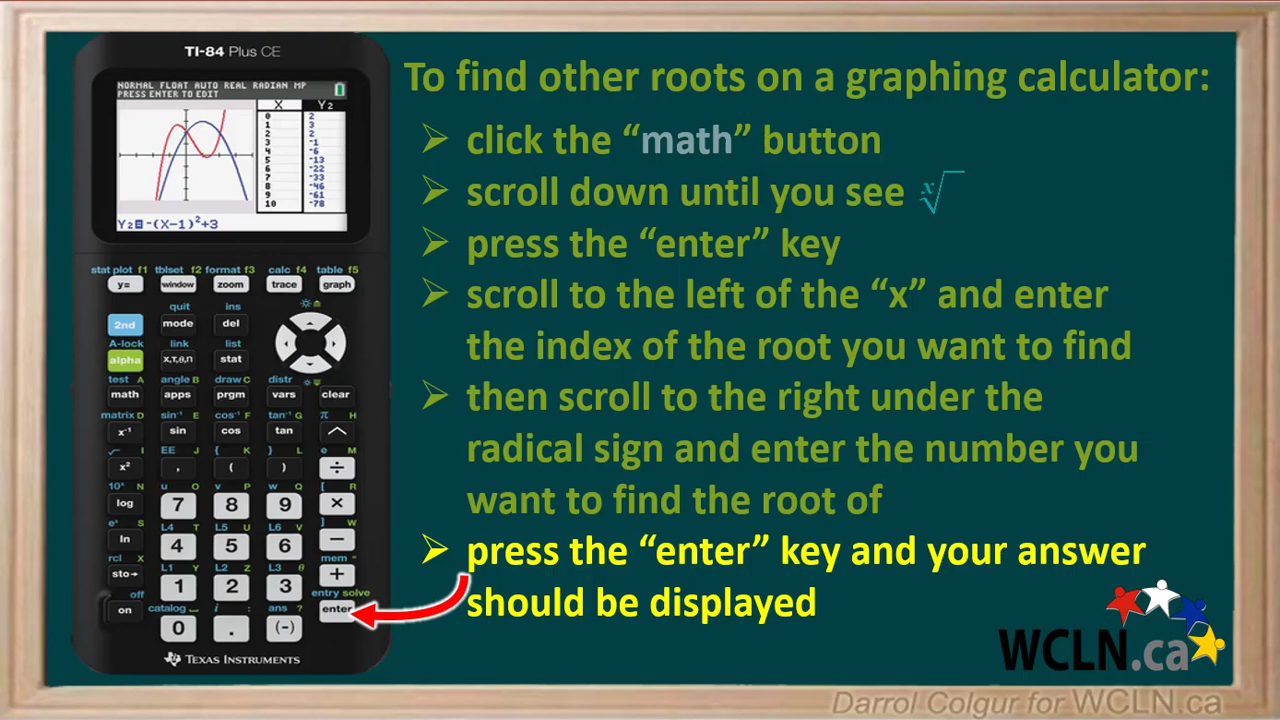 TI-84 Plus CE
NORMAL FLOAT AUTO REAL RADIAN MP
PRESS ENTER TO EDIT
X Y₂
0 2
1 3
2 2
3 -1
4 -6
5 -13
6 -22
7 -33
8 -46
9 -61
10 -78
Y₂=-(X-1)²+3
stat plot f1 tblset f2 format f3 calc f4 table f5
y= window zoom trace graph
quit ins
2nd mode del
A-lock link list
alpha x,T,θ,n stat
test A angle B draw C distr
math apps prgm vars clear
matrix D sin⁻¹ E cos⁻¹ F tan⁻¹ G π H
x⁻¹ sin cos tan ^
√ I EE J { K } L e M
x² , ( ) ÷
10ˣ N u O v P w Q [ R
log 7 8 9 ×
eˣ S L4 T L5 U L6 V ] W
ln 4 5 6 −
rcl X L1 Y L2 Z L3 θ mem "
sto→ 1 2 3 +
off catalog i : ans ? entry solve
on 0 . (-) enter
TEXAS INSTRUMENTS
To find other roots on a graphing calculator:
➢ click the “math” button
➢ scroll down until you see ˣ√
➢ press the “enter” key
➢ scroll to the left of the “x” and enter
the index of the root you want to find
➢ then scroll to the right under the
radical sign and enter the number you
want to find the root of
➢ press the “enter” key and your answer
should be displayed
WCLN.ca
Darrol Colgur for WCLN.ca